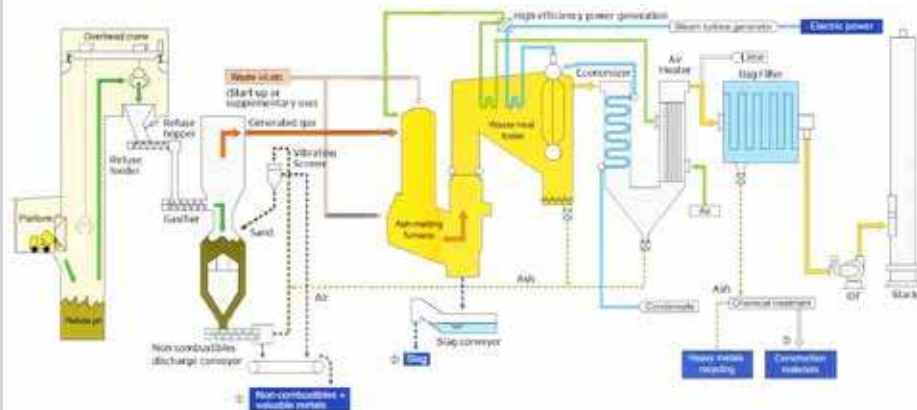 Overhead crane
High-efficiency power generation
Steam turbine generator
Electric power
Waste oil etc
(Start up or
supplementary use)
Generated gas
Refuse
hopper
Refuse
feeder
Vibrating
Screen
Economizer
Air
Heater
Lime
Bag Filter
Waste heat
boiler
Platform
Gasifier
Sand
Ash-melting
furnace
Air
Refuse pit
Ash
Air
Ash
IDF
Stack
Condensate
Chemical treatment
Non-combustibles
discharge conveyor
Slag conveyor
Slag
Heavy metals
recycling
Construction
materials
Non-combustibles +
valuable metals